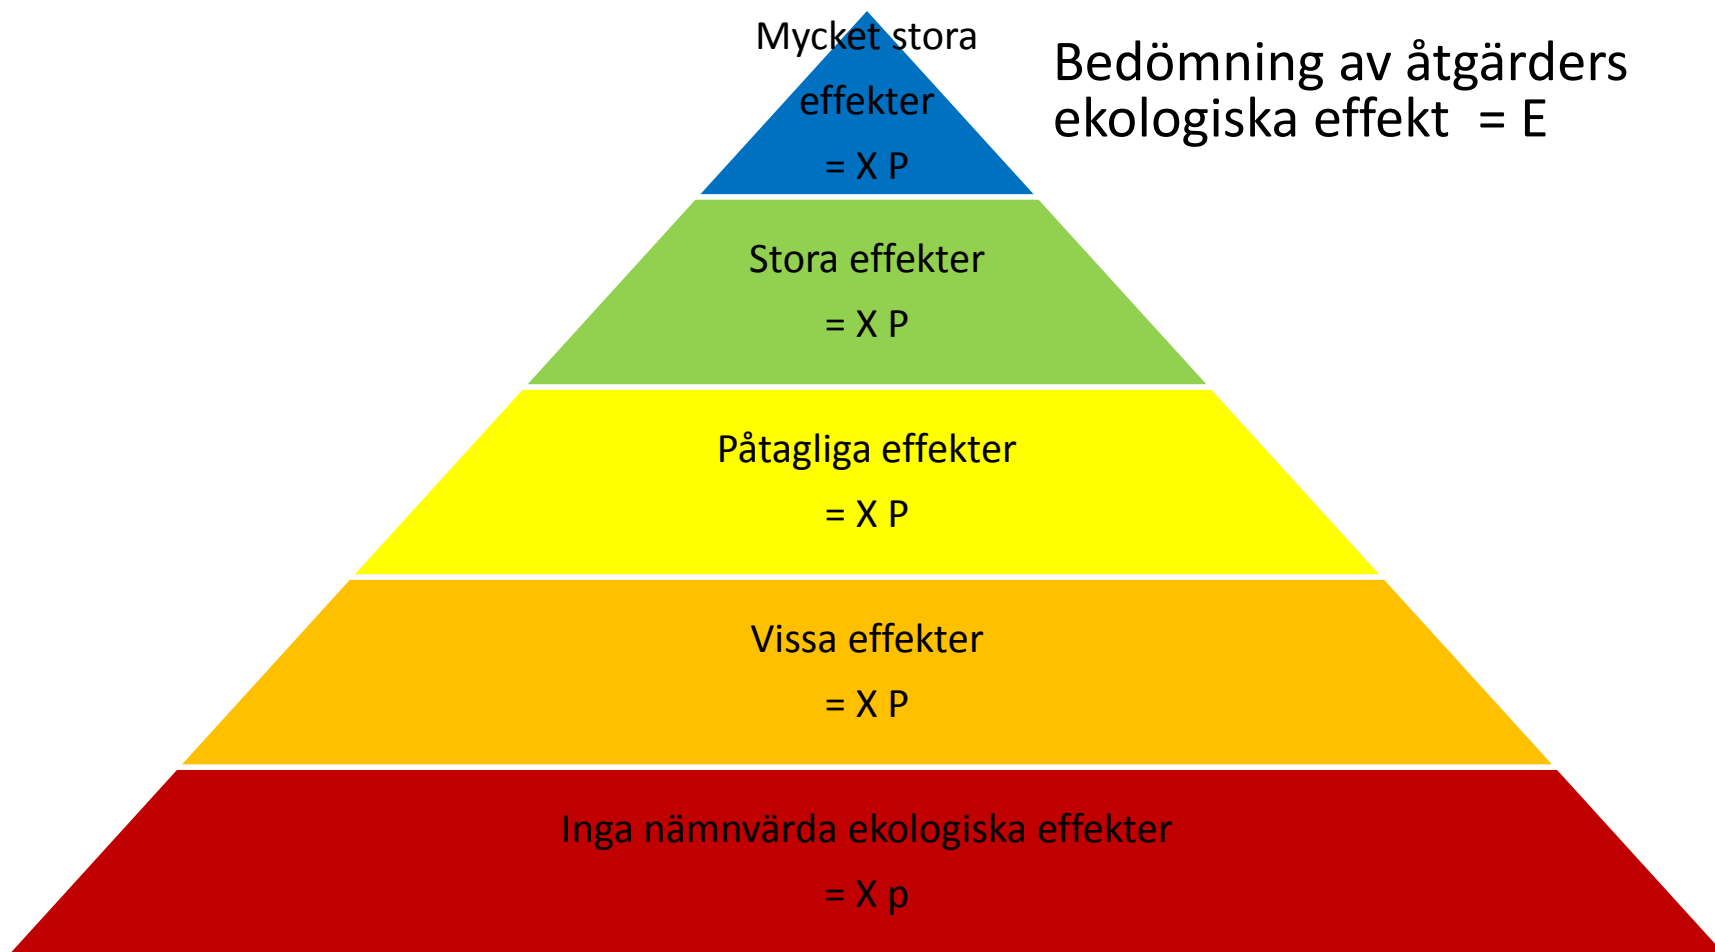 Mycket stora
effekter
= X P
Bedömning av åtgärders
ekologiska effekt = E
Stora effekter
= X P
Påtagliga effekter
= X P
Vissa effekter
= X P
Inga nämnvärda ekologiska effekter
= X p